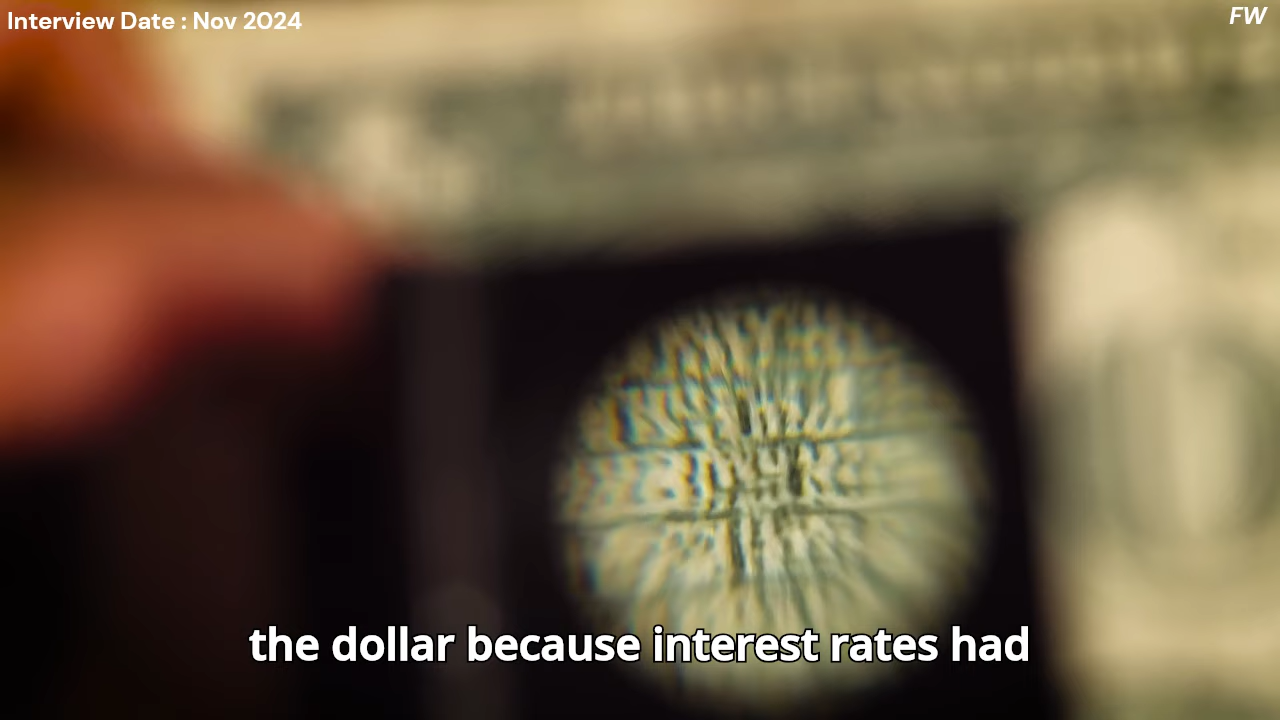 Interview Date : Nov 2024
FW
the dollar because interest rates had